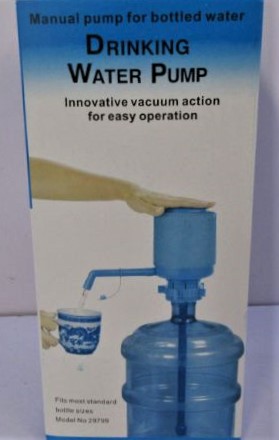 Manual pump for bottled water
DRINKING
WATER PUMP
Innovative vacuum action
for easy operation
Fits most standard
bottle sizes
Model No 29799